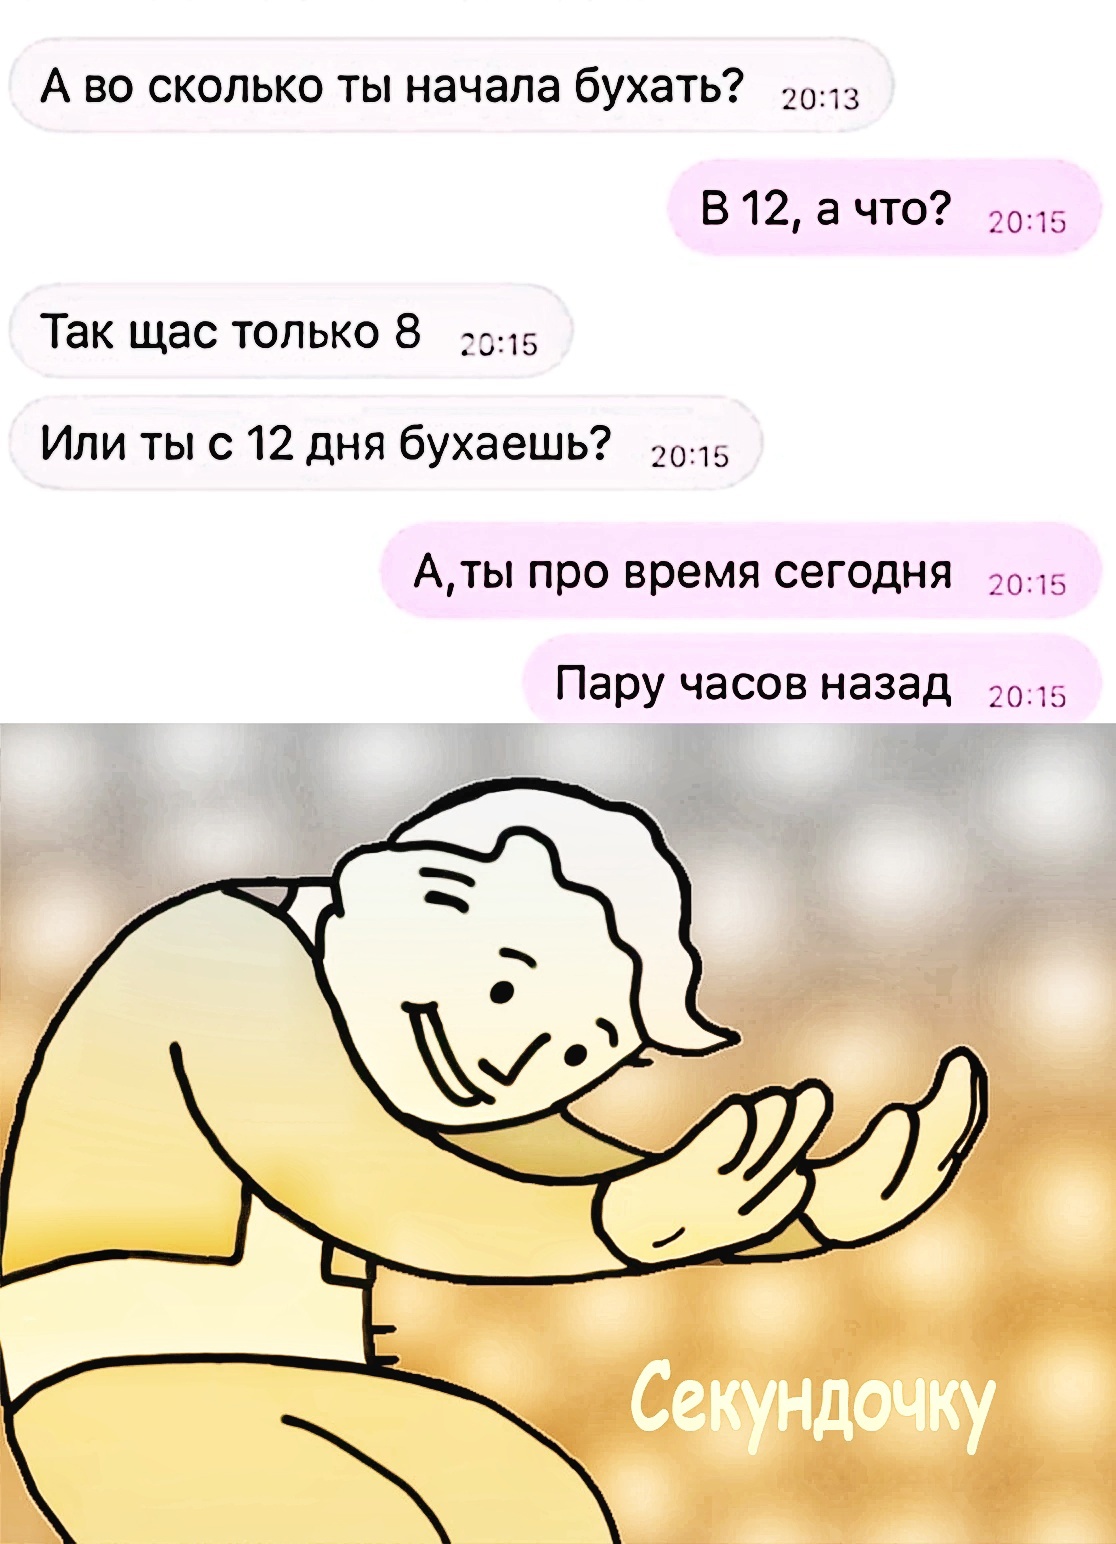 А во сколько ты начала бухать? 20:13
В 12, а что? 20:15
Так щас только 8 20:15
Или ты с 12 дня бухаешь? 20:15
А,ты про время сегодня 20:15
Пару часов назад 20:15
Секундочку